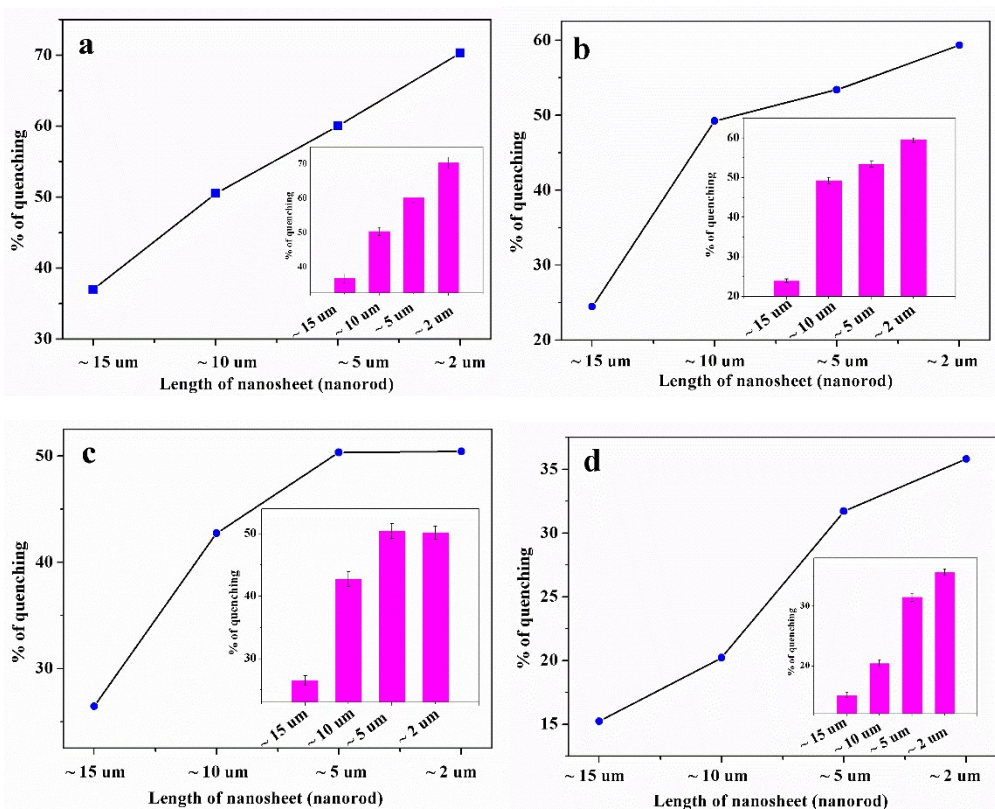 a
70
60
50
40
30
% of quenching
~ 15 um
~ 10 um
~ 5 um
~ 2 um
Length of nanosheet (nanorod)
70
60
50
40
% of quenching
~ 15 um
~ 10 um
~ 5 um
~ 2 um
b
60
50
40
30
20
% of quenching
~ 15 um
~ 10 um
~ 5 um
~ 2 um
Length of nanosheet (nanorod)
60
50
40
30
20
% of quenching
~ 15 um
~ 10 um
~ 5 um
~ 2 um
c
50
40
30
% of quenching
~ 15 um
~ 10 um
~ 5 um
~ 2 um
Length of nanosheet (nanorod)
50
40
30
% of quenching
~ 15 um
~ 10 um
~ 5 um
~ 2 um
d
35
30
25
20
15
% of quenching
~ 15 um
~ 10 um
~ 5 um
~ 2 um
Length of nanosheet (nanorod)
30
20
% of quenching
~ 15 um
~ 10 um
~ 5 um
~ 2 um